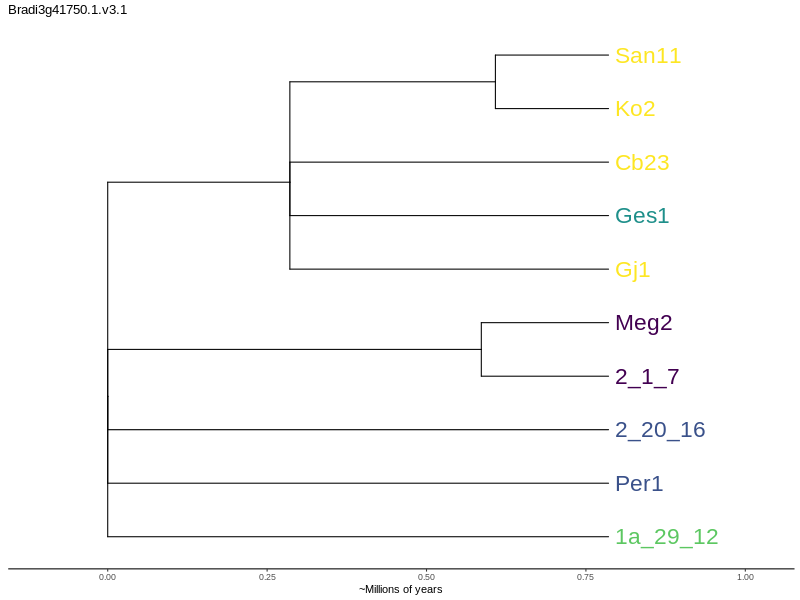 Bradi3g41750.1.v3.1
San11
Ko2
Cb23
Ges1
Gj1
Meg2
2_1_7
2_20_16
Per1
1a_29_12
0.00 0.25 0.50 0.75 1.00
~Millions of years